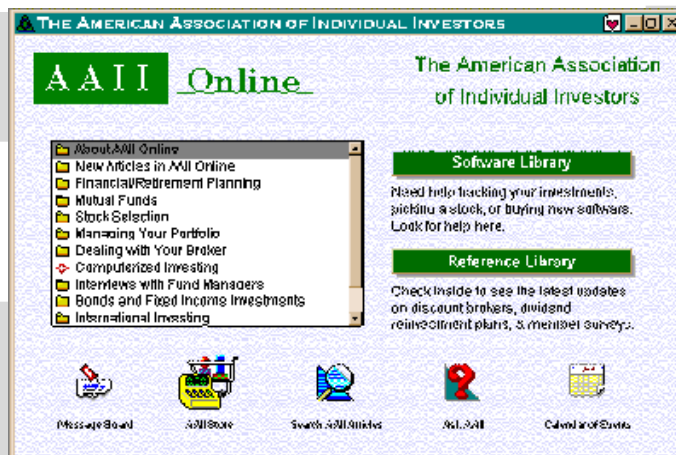 THE AMERICAN ASSOCIATION OF INDIVIDUAL INVESTORS
AAII Online
The American Association
of Individual Investors
About AAII Online
New Articles in AAII Online
Financial/Retirement Planning
Mutual Funds
Stock Selection
Managing Your Portfolio
Dealing with Your Broker
Computerized Investing
Interviews with Fund Managers
Bonds and Fixed Income Investments
International Investing
Software Library
Need help tracking your investments,
picking a stock, or buying new software.
Look for help here.
Reference Library
Check inside to see the latest updates
on discount brokers, dividend
reinvestment plans, & member surveys.
Message Board
AAII Store
Search AAII Articles
Ask AAII
Calendar of Events